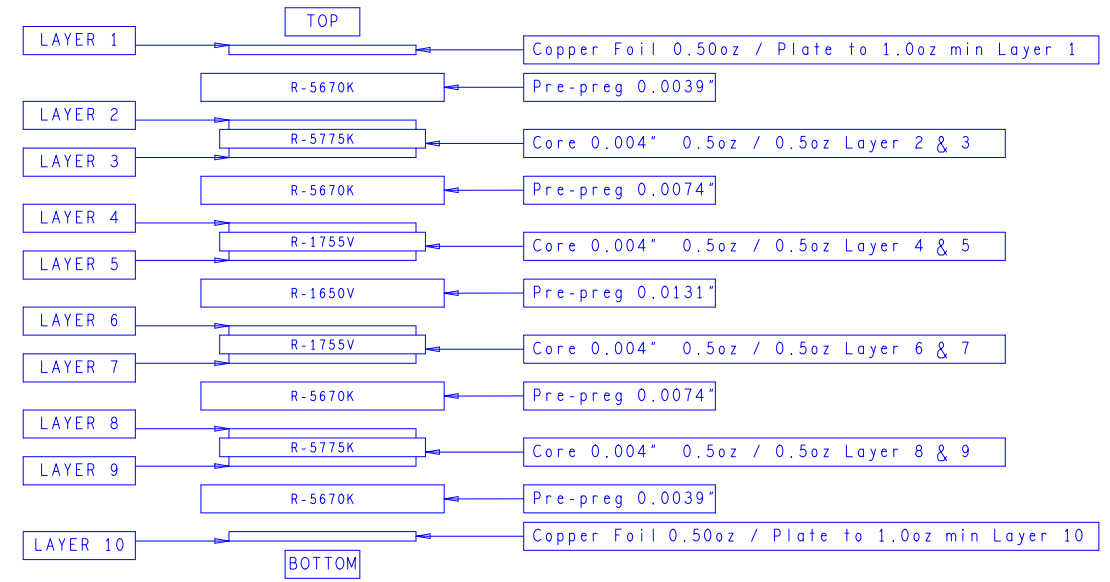 TOP
LAYER 1
Copper Foil 0.50oz / Plate to 1.0oz min Layer 1
R-5670K
Pre-preg 0.0039"
LAYER 2
R-5775K
Core 0.004" 0.5oz / 0.5oz Layer 2 & 3
LAYER 3
R-5670K
Pre-preg 0.0074"
LAYER 4
R-1755V
Core 0.004" 0.5oz / 0.5oz Layer 4 & 5
LAYER 5
R-1650V
Pre-preg 0.0131"
LAYER 6
R-1755V
Core 0.004" 0.5oz / 0.5oz Layer 6 & 7
LAYER 7
R-5670K
Pre-preg 0.0074"
LAYER 8
R-5775K
Core 0.004" 0.5oz / 0.5oz Layer 8 & 9
LAYER 9
R-5670K
Pre-preg 0.0039"
LAYER 10
Copper Foil 0.50oz / Plate to 1.0oz min Layer 10
BOTTOM